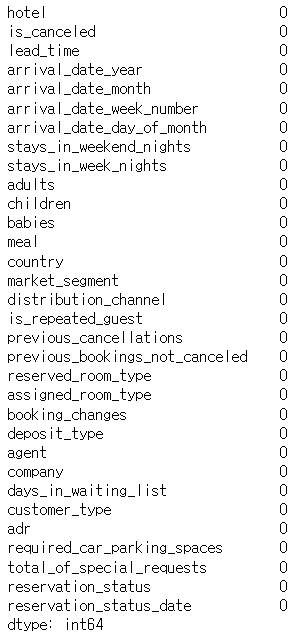 hotel 0
is_canceled 0
lead_time 0
arrival_date_year 0
arrival_date_month 0
arrival_date_week_number 0
arrival_date_day_of_month 0
stays_in_weekend_nights 0
stays_in_week_nights 0
adults 0
children 0
babies 0
meal 0
country 0
market_segment 0
distribution_channel 0
is_repeated_guest 0
previous_cancellations 0
previous_bookings_not_canceled 0
reserved_room_type 0
assigned_room_type 0
booking_changes 0
deposit_type 0
agent 0
company 0
days_in_waiting_list 0
customer_type 0
adr 0
required_car_parking_spaces 0
total_of_special_requests 0
reservation_status 0
reservation_status_date 0
dtype: int64